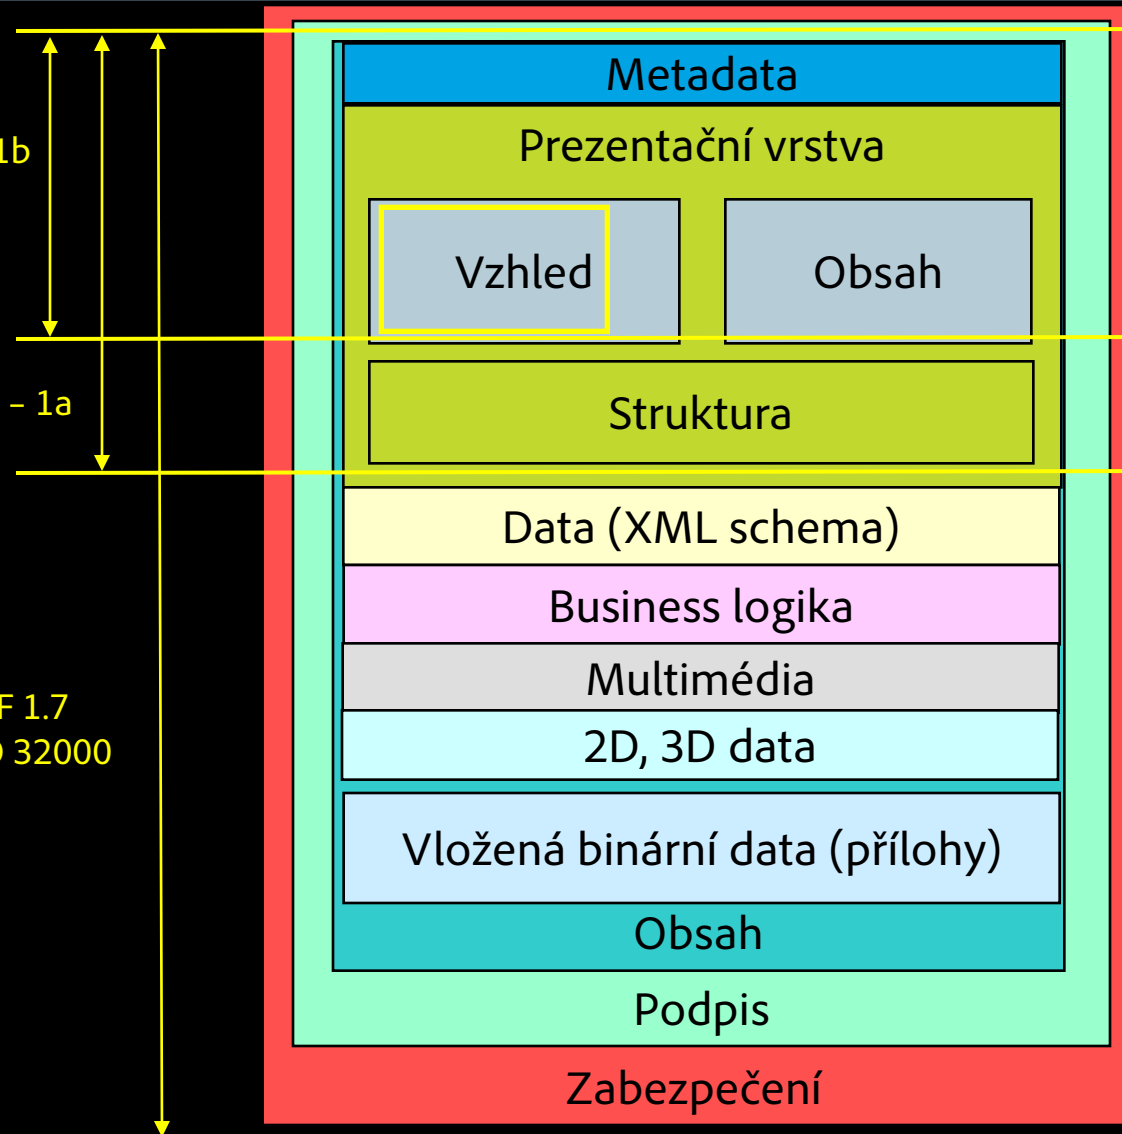 Metadata
Prezentační vrstva
1b
Vzhled
Obsah
Struktura
– 1a
Data (XML schema)
Business logika
Multimédia
F 1.7
2D, 3D data
32000
Vložená binární data (přílohy)
Obsah
Podpis
Zabezpečení